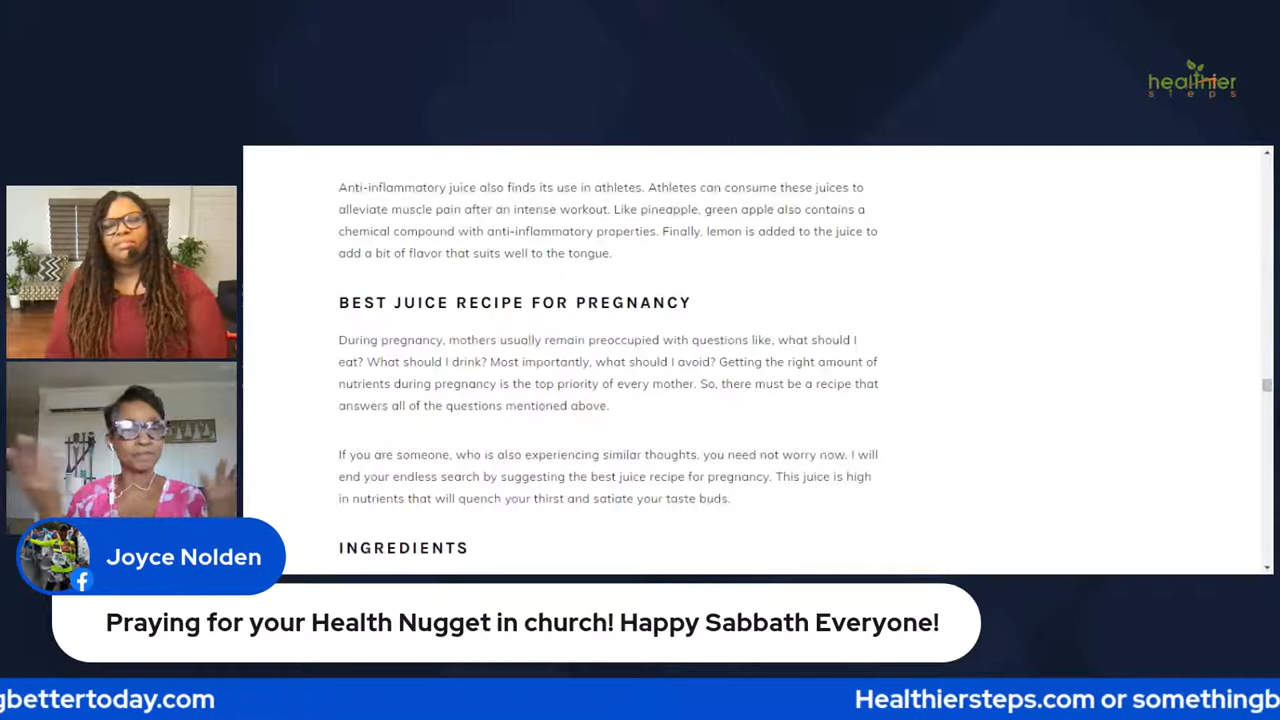 healthier
steps
Anti-inflammatory juice also finds its use in athletes. Athletes can consume these juices to
alleviate muscle pain after an intense workout. Like pineapple, green apple also contains a
chemical compound with anti-inflammatory properties. Finally, lemon is added to the juice to
add a bit of flavor that suits well to the tongue.
BEST JUICE RECIPE FOR PREGNANCY
During pregnancy, mothers usually remain preoccupied with questions like, what should I
eat? What should I drink? Most importantly, what should I avoid? Getting the right amount of
nutrients during pregnancy is the top priority of every mother. So, there must be a recipe that
answers all of the questions mentioned above.
If you are someone, who is also experiencing similar thoughts, you need not worry now. I will
end your endless search by suggesting the best juice recipe for pregnancy. This juice is high
in nutrients that will quench your thirst and satiate your taste buds.
INGREDIENTS
Joyce Nolden
Praying for your Health Nugget in church! Happy Sabbath Everyone!
gbettertoday.com Healthiersteps.com or somethingb